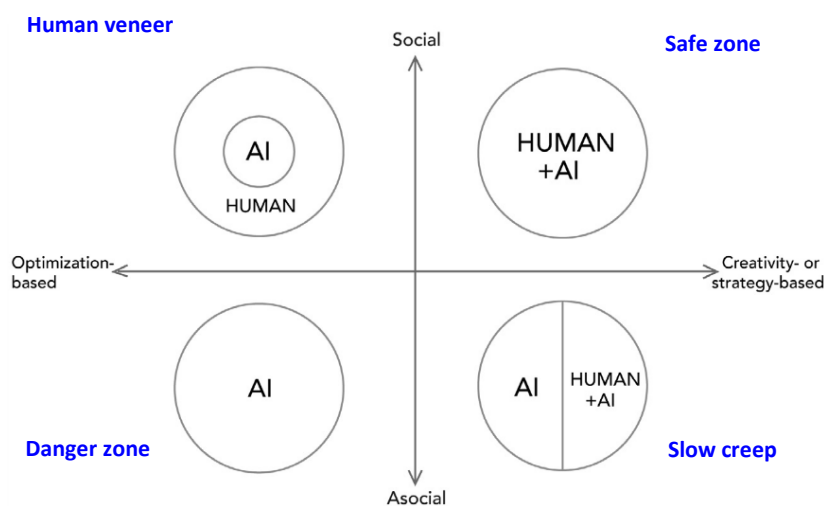 Human veneer
Safe zone
Social
AI
HUMAN
HUMAN
+AI
Optimization-
based
Creativity- or
strategy-based
AI
AI
HUMAN
+AI
Danger zone
Slow creep
Asocial